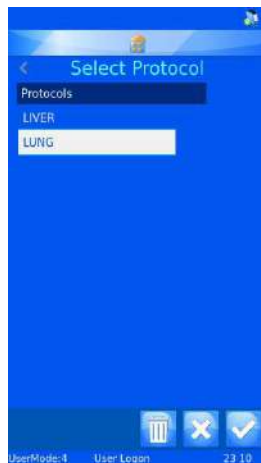 Select Protocol
Protocols
LIVER
LUNG
UserMode:4 User Logon 23 10